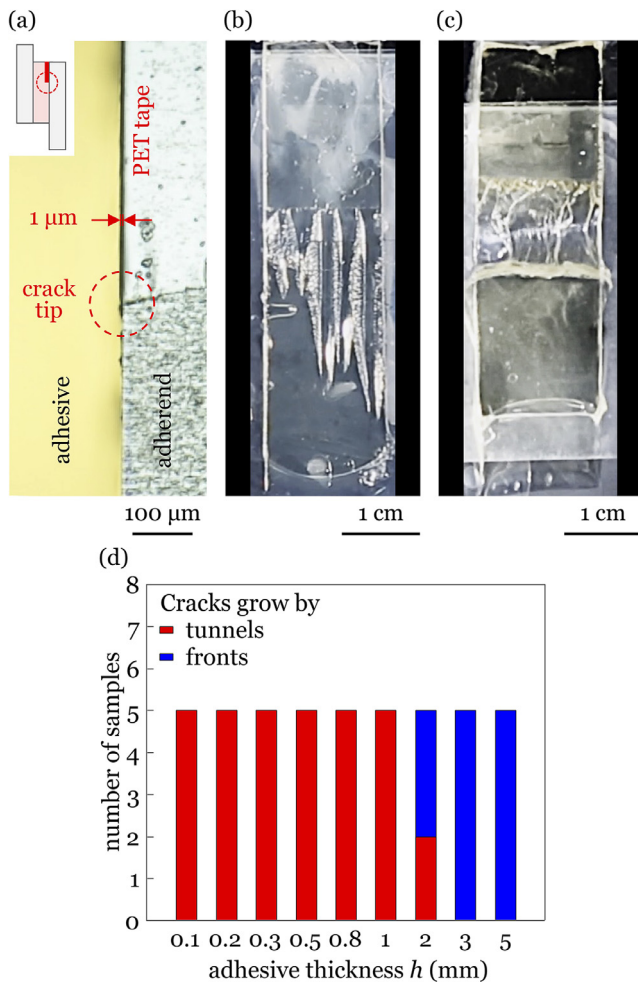 (a)
(b)
(c)
PET tape
1 μm
crack
tip
adhesive
adherend
100 μm
1 cm
1 cm
(d)
8
7
6
5
4
3
2
1
0
number of samples
Cracks grow by
tunnels
fronts
0.1 0.2 0.3 0.5 0.8 1 2 3 5
adhesive thickness h (mm)